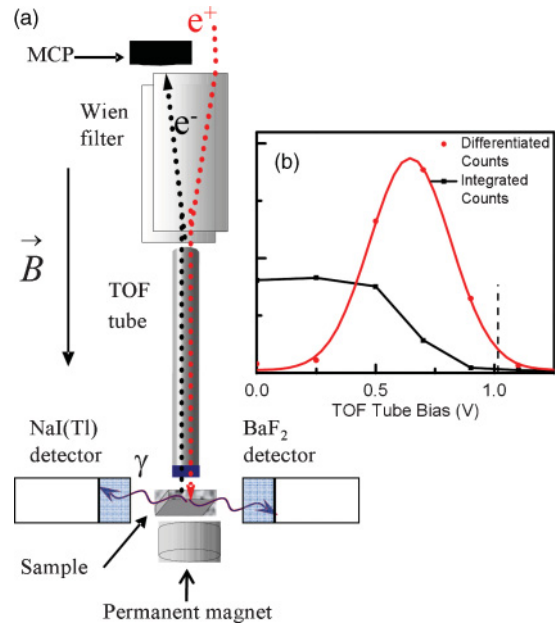 (a)
e+
MCP
Wien
filter
e-
B
TOF
tube
NaI(Tl)
detector
γ
BaF2
detector
Sample
Permanent magnet
(b)
Differentiated
Counts
Integrated
Counts
0.0 0.5 1.0
TOF Tube Bias (V)